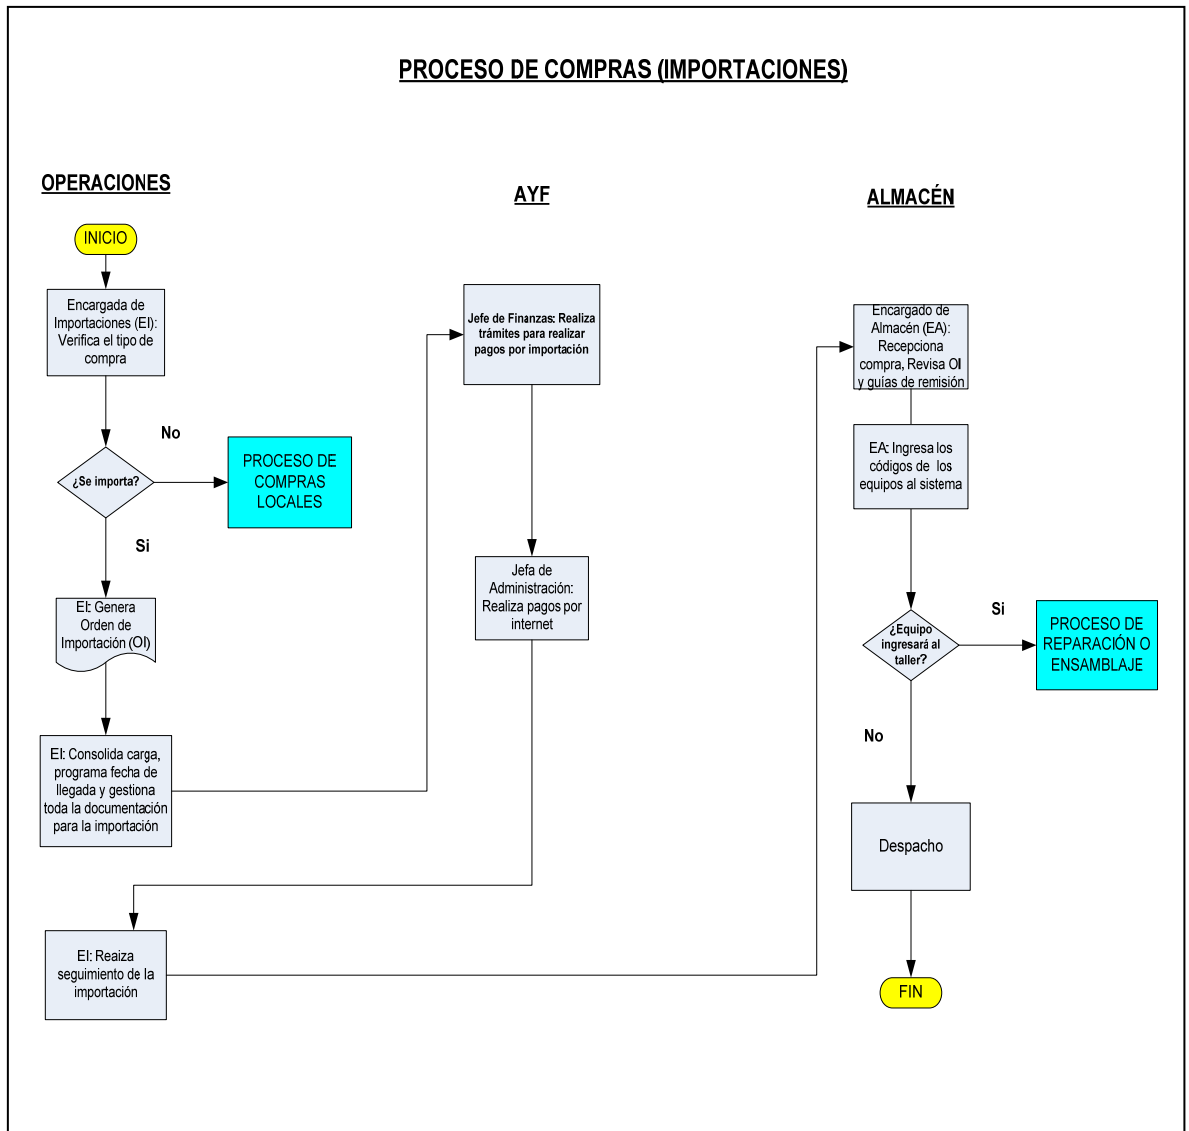 PROCESO DE COMPRAS (IMPORTACIONES)
OPERACIONES
INICIO
Encargada de
Importaciones (EI):
Verifica el tipo de
compra
¿Se importa?
No
PROCESO DE
COMPRAS
LOCALES
Si
EI: Genera
Orden de
Importación (OI)
EI: Consolida carga,
programa fecha de
llegada y gestiona
toda la documentación
para la importación
EI: Reaiza
seguimiento de la
importación
AYF
Jefe de Finanzas: Realiza
trámites para realizar
pagos por importación
Jefa de
Administración:
Realiza pagos por
internet
ALMACÉN
Encargado de
Almacén (EA):
Recepciona
compra, Revisa OI
y guías de remisión
EA: Ingresa los
códigos de los
equipos al sistema
¿Equipo
ingresará al
taller?
Si
PROCESO DE
REPARACIÓN O
ENSAMBLAJE
No
Despacho
FIN